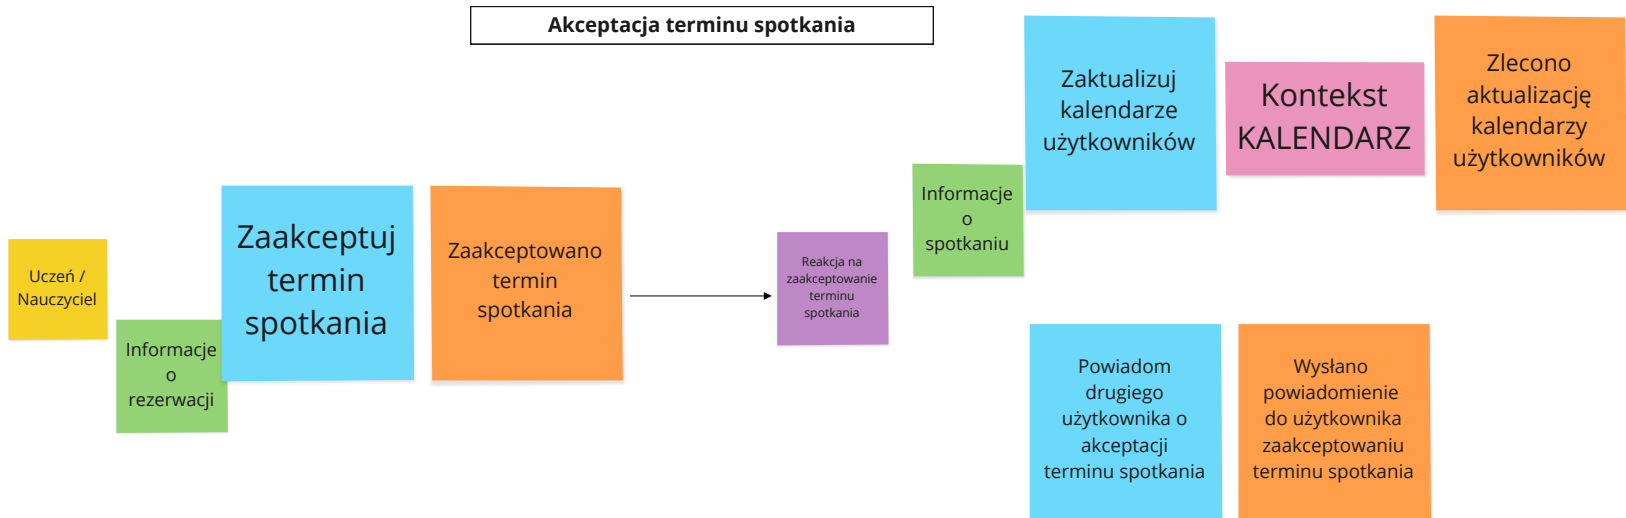 Akceptacja terminu spotkania
Uczeń /
Nauczyciel
Informacje
o
rezerwacji
Zaakceptuj
termin
spotkania
Zaakceptowano
termin
spotkania
Reakcja na
zaakceptowanie
terminu
spotkania
Informacje
o
spotkaniu
Zaktualizuj
kalendarze
użytkowników
Kontekst
KALENDARZ
Zlecono
aktualizację
kalendarzy
użytkowników
Powiadom
drugiego
użytkownika o
akceptacji
terminu spotkania
Wysłano
powiadomienie
do użytkownika
zaakceptowaniu
terminu spotkania